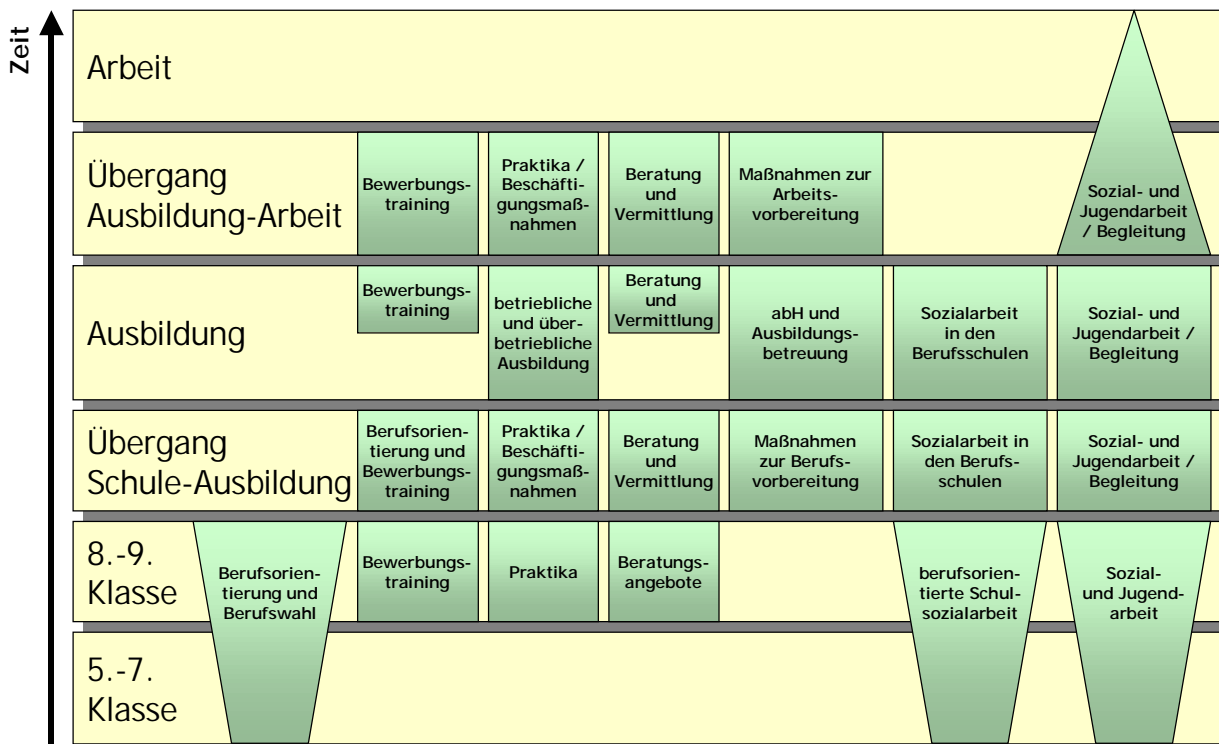 Zeit
Arbeit
Übergang
Ausbildung-Arbeit
Bewerbungs-
training
Praktika /
Beschäfti-
gungsmaß-
nahmen
Beratung
und
Vermittlung
Maßnahmen zur
Arbeits-
vorbereitung
Sozial- und
Jugendarbeit
/ Begleitung
Ausbildung
Bewerbungs-
training
betriebliche
und über-
betriebliche
Ausbildung
Beratung
und
Vermittlung
abH und
Ausbildungs-
betreuung
Sozialarbeit
in den
Berufsschulen
Sozial- und
Jugendarbeit /
Begleitung
Übergang
Schule-Ausbildung
Berufsorien-
tierung und
Bewerbungs-
training
Praktika /
Beschäfti-
gungsmaß-
nahmen
Beratung
und
Vermittlung
Maßnahmen
zur Berufs-
vorbereitung
Sozialarbeit in
den Berufs-
schulen
Sozial- und
Jugendarbeit /
Begleitung
8.-9.
Klasse
Berufsorien-
tierung und
Berufswahl
Bewerbungs-
training
Praktika
Beratungs-
angebote
berufsorien-
tierte Schul-
sozialarbeit
Sozial-
und Jugend-
arbeit
5.-7.
Klasse